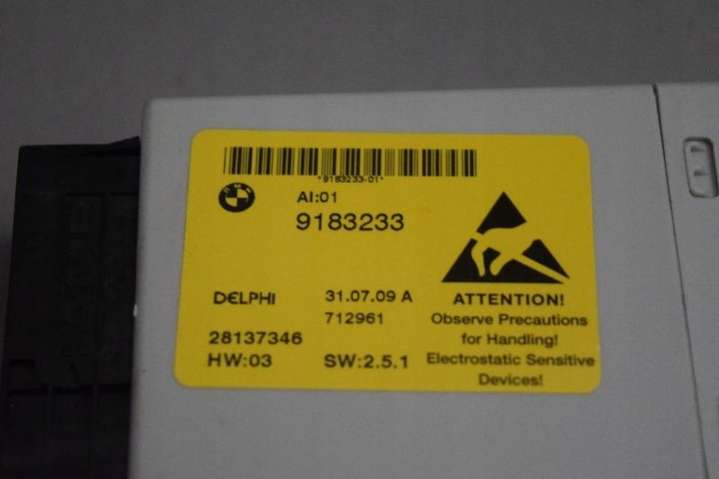 *9183233-01*
BMW
AI:01
9183233
DELPHI 31.07.09 A
712961
28137346
HW:03 SW:2.5.1
ATTENTION!
Observe Precautions
for Handling!
Electrostatic Sensitive
Devices!